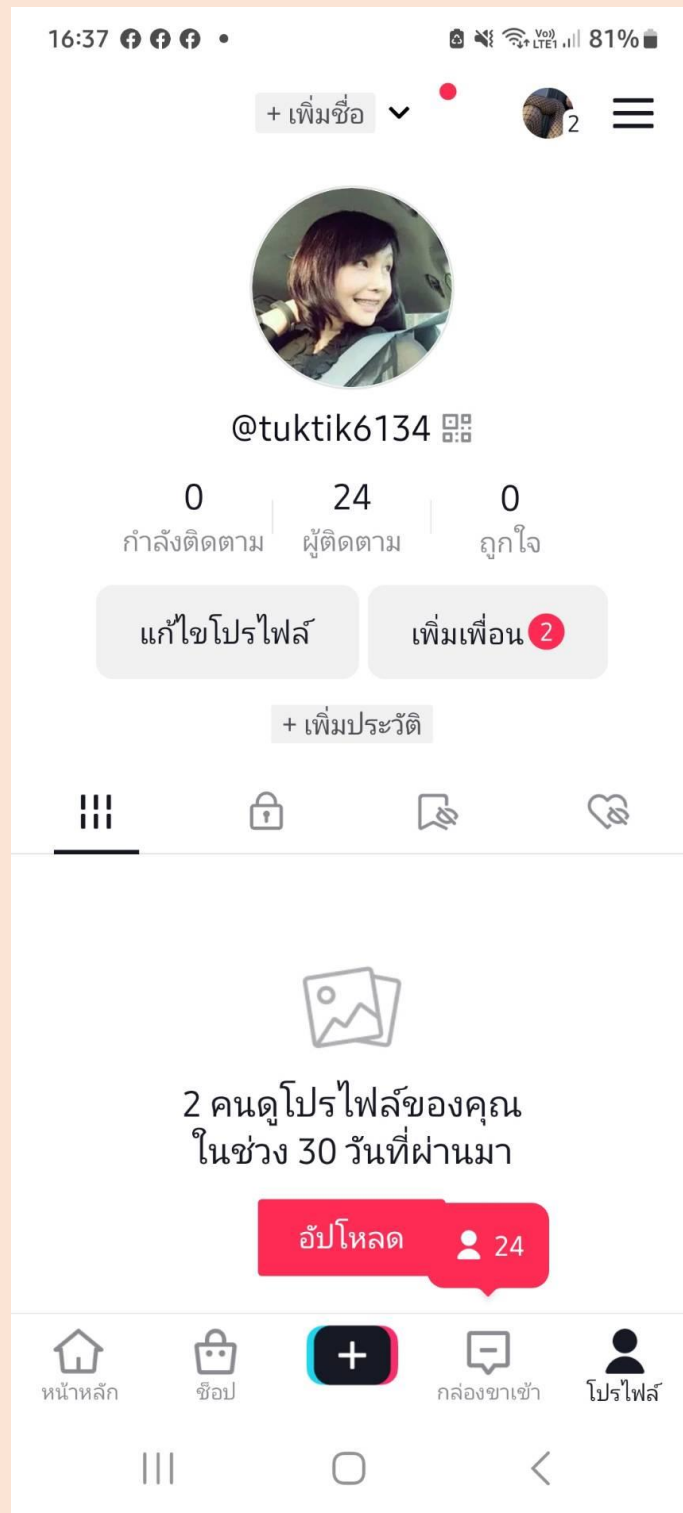 16:37 81%
+ เพิ่มชื่อ
2
@tuktik6134
0 24 0
กำลังติดตาม ผู้ติดตาม ถูกใจ
แก้ไขโปรไฟล์ เพิ่มเพื่อน 2
+ เพิ่มประวัติ
2 คนดูโปรไฟล์ของคุณ
ในช่วง 30 วันที่ผ่านมา
อัปโหลด 24
หน้าหลัก ช็อป กล่องขาเข้า โปรไฟล์